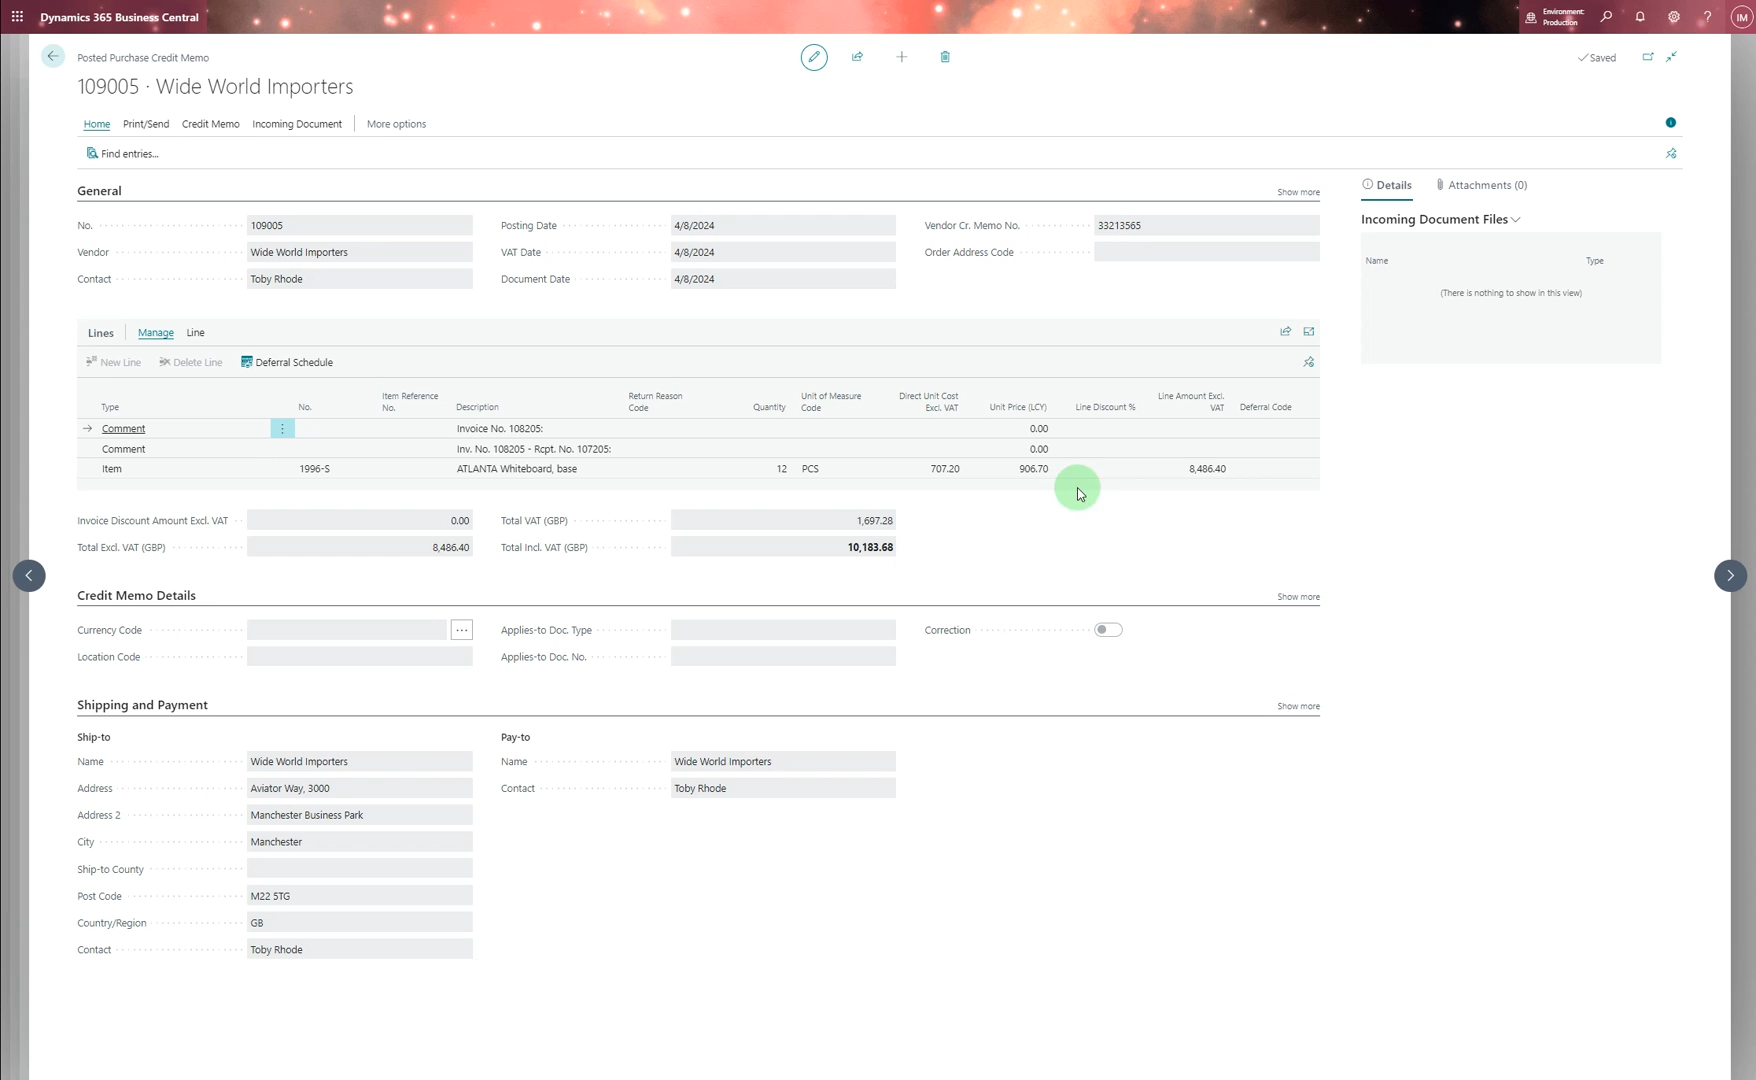 Dynamics 365 Business Central
Environment:
Production
IM
Posted Purchase Credit Memo
Saved
109005 · Wide World Importers
Home Print/Send Credit Memo Incoming Document More options
Find entries...
General Show more
No. 109005
Vendor Wide World Importers
Contact Toby Rhode
Posting Date 4/8/2024
VAT Date 4/8/2024
Document Date 4/8/2024
Vendor Cr. Memo No. 33213565
Order Address Code
Details Attachments (0)
Incoming Document Files
Name Type
(There is nothing to show in this view)
Lines Manage Line
New Line Delete Line Deferral Schedule
Type No. Item Reference No. Description Return Reason Code Quantity Unit of Measure Code Direct Unit Cost Excl. VAT Unit Price (LCY) Line Discount % Line Amount Excl. VAT Deferral Code
Comment Invoice No. 108205: 0.00
Comment Inv. No. 108205 - Rcpt. No. 107205: 0.00
Item 1996-S ATLANTA Whiteboard, base 12 PCS 707.20 906.70 8,486.40
Invoice Discount Amount Excl. VAT 0.00
Total Excl. VAT (GBP) 8,486.40
Total VAT (GBP) 1,697.28
Total Incl. VAT (GBP) 10,183.68
Credit Memo Details Show more
Currency Code
Location Code
Applies-to Doc. Type
Applies-to Doc. No.
Correction
Shipping and Payment Show more
Ship-to
Name Wide World Importers
Address Aviator Way, 3000
Address 2 Manchester Business Park
City Manchester
Ship-to County
Post Code M22 5TG
Country/Region GB
Contact Toby Rhode
Pay-to
Name Wide World Importers
Contact Toby Rhode